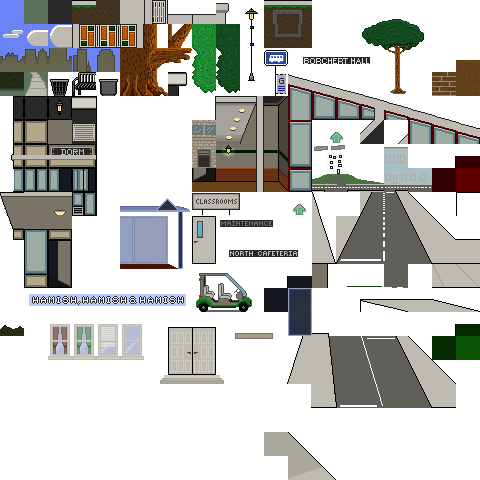 BORCHERT HALL
G
DORM
CLASSROOMS
MAINTENANCE
NORTH CAFETERIA
HAMISH, HAMISH & HAMISH